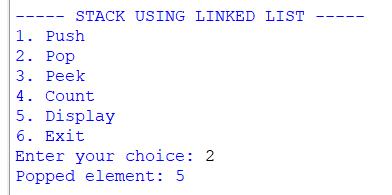 ----- STACK USING LINKED LIST -----
1. Push
2. Pop
3. Peek
4. Count
5. Display
6. Exit
Enter your choice: 2
Popped element: 5